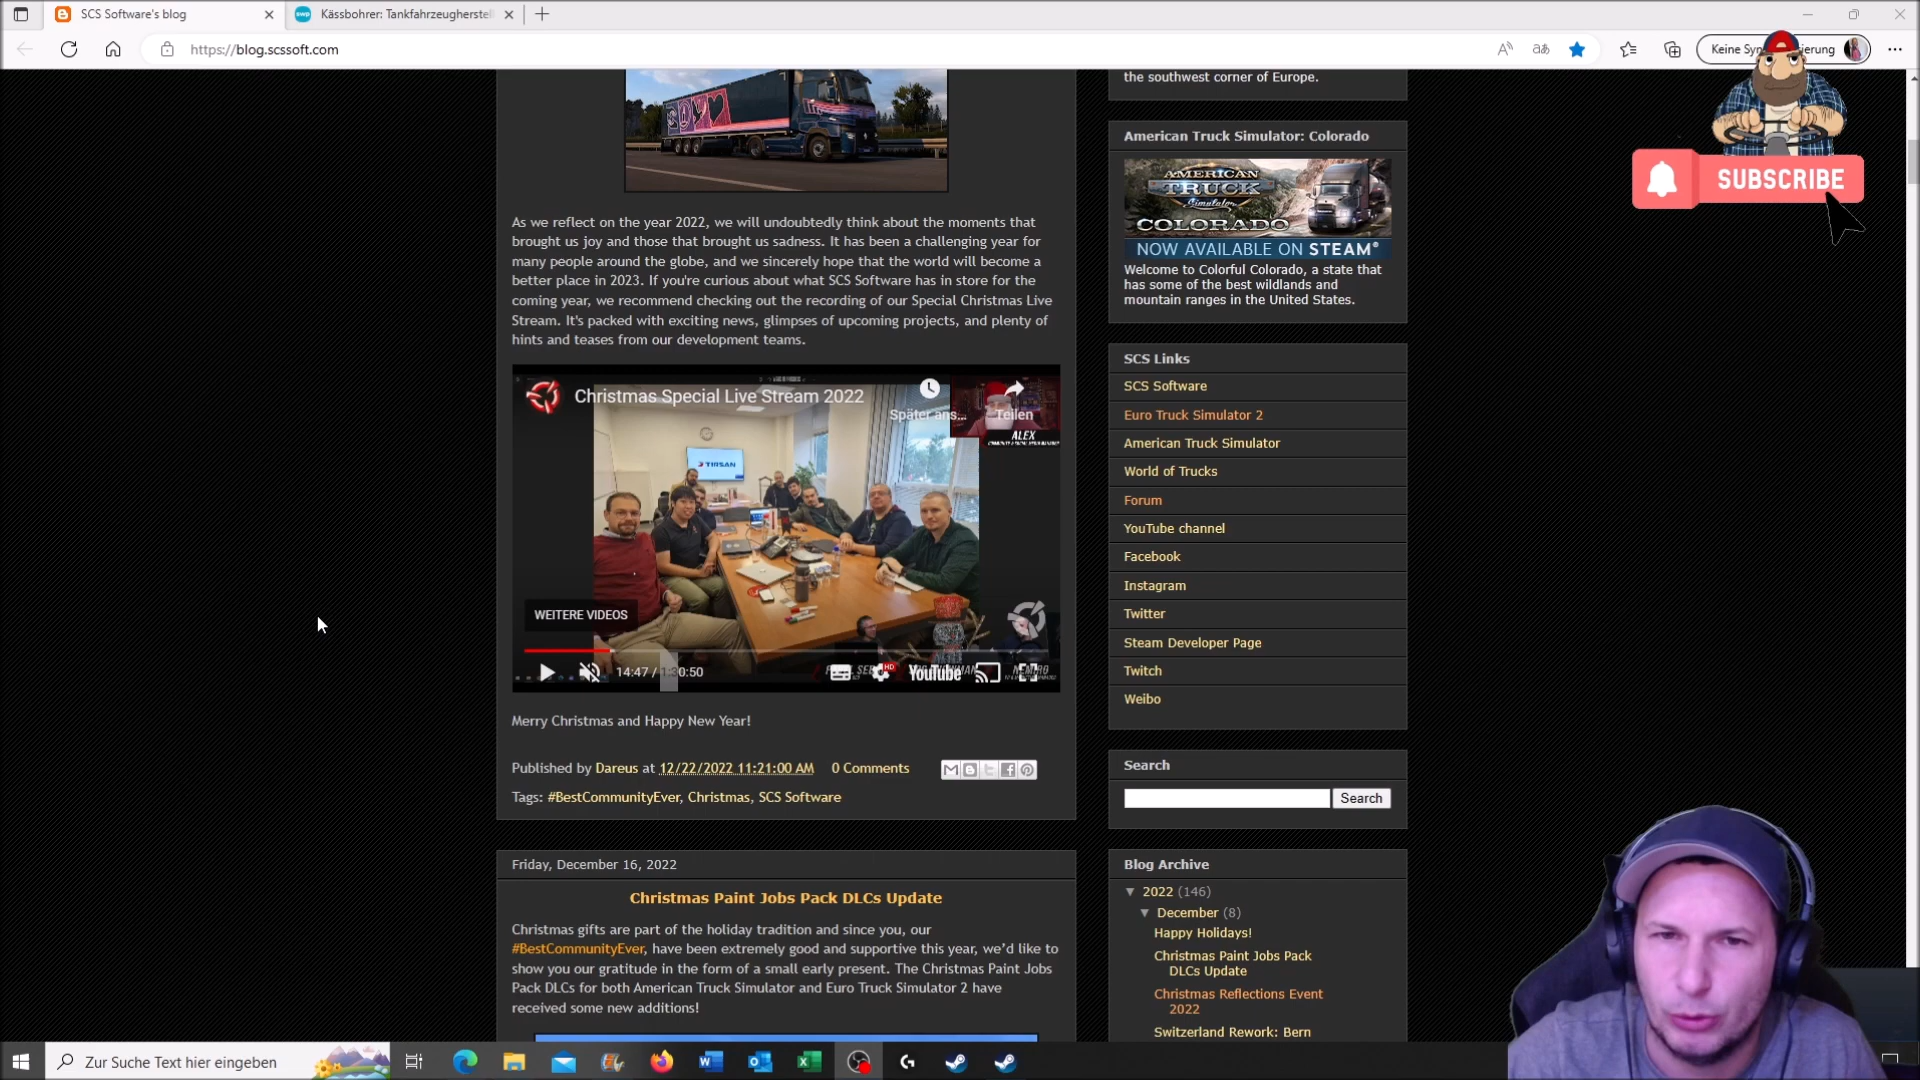 SCS Software's blog
Kässbohrer: Tankfahrzeugherstel
https://blog.scssoft.com
Keine Syn ierung
the southwest corner of Europe.
American Truck Simulator: Colorado
AMERICAN
TRUCK
Simulator
COLORADO
NOW AVAILABLE ON STEAM®
Welcome to Colorful Colorado, a state that
has some of the best wildlands and
mountain ranges in the United States.
SUBSCRIBE
As we reflect on the year 2022, we will undoubtedly think about the moments that
brought us joy and those that brought us sadness. It has been a challenging year for
many people around the globe, and we sincerely hope that the world will become a
better place in 2023. If you're curious about what SCS Software has in store for the
coming year, we recommend checking out the recording of our Special Christmas Live
Stream. It's packed with exciting news, glimpses of upcoming projects, and plenty of
hints and teases from our development teams.
Christmas Special Live Stream 2022
Später ans...
Teilen
ALEX
TIRSAN
WEITERE VIDEOS
14:47 / 1:30:50
HD
YouTube
Merry Christmas and Happy New Year!
Published by Dareus at 12/22/2022 11:21:00 AM 0 Comments
Tags: #BestCommunityEver, Christmas, SCS Software
Friday, December 16, 2022
Christmas Paint Jobs Pack DLCs Update
Christmas gifts are part of the holiday tradition and since you, our
#BestCommunityEver, have been extremely good and supportive this year, we'd like to
show you our gratitude in the form of a small early present. The Christmas Paint Jobs
Pack DLCs for both American Truck Simulator and Euro Truck Simulator 2 have
received some new additions!
SCS Links
SCS Software
Euro Truck Simulator 2
American Truck Simulator
World of Trucks
Forum
YouTube channel
Facebook
Instagram
Twitter
Steam Developer Page
Twitch
Weibo
Search
Search
Blog Archive
▼ 2022 (146)
▼ December (8)
Happy Holidays!
Christmas Paint Jobs Pack
DLCs Update
Christmas Reflections Event
2022
Switzerland Rework: Bern
Zur Suche Text hier eingeben